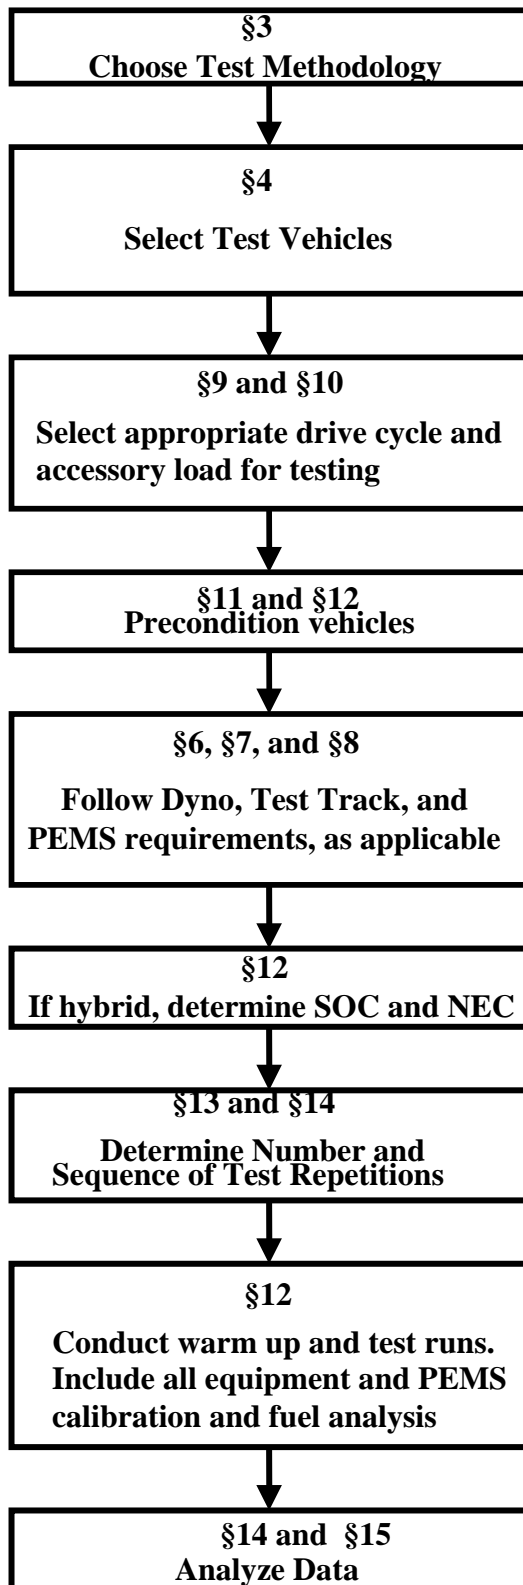 §3
Choose Test Methodology
§4
Select Test Vehicles
§9 and §10
Select appropriate drive cycle and
accessory load for testing
§11 and §12
Precondition vehicles
§6, §7, and §8
Follow Dyno, Test Track, and
PEMS requirements, as applicable
§12
If hybrid, determine SOC and NEC
§13 and §14
Determine Number and
Sequence of Test Repetitions
§12
Conduct warm up and test runs.
Include all equipment and PEMS
calibration and fuel analysis
§14 and §15
Analyze Data